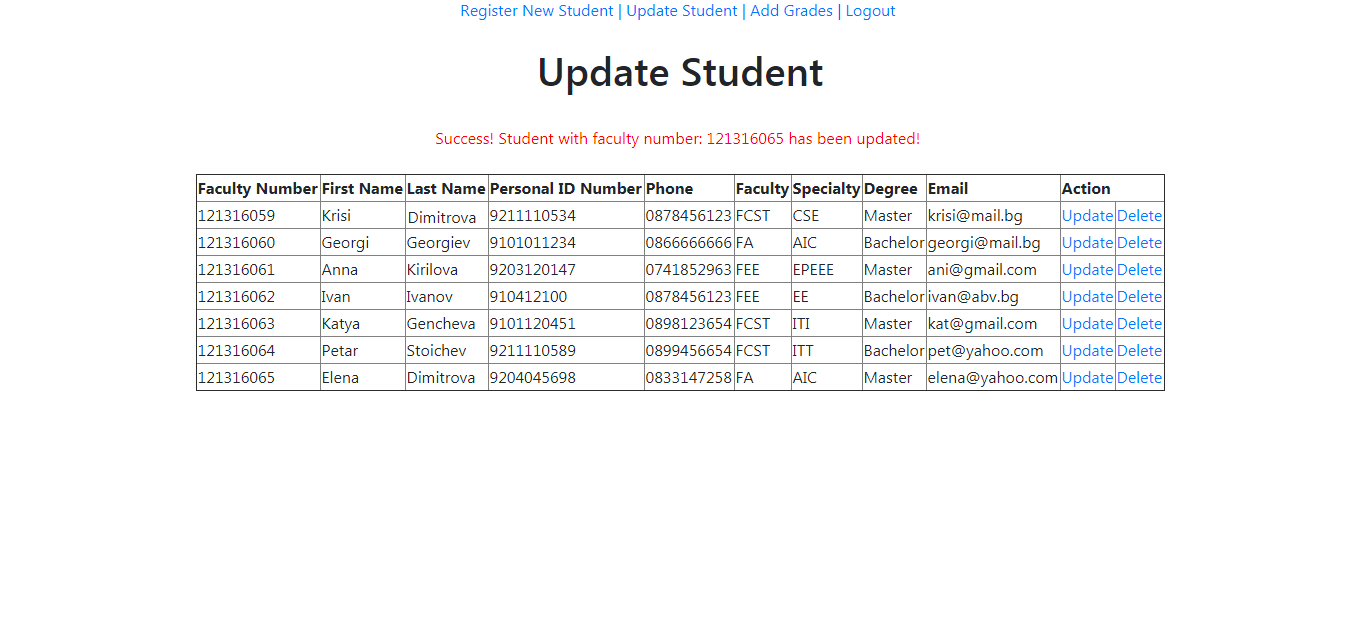 Register New Student | Update Student | Add Grades | Logout
Update Student
Success! Student with faculty number: 121316065 has been updated!
Faculty Number First Name Last Name Personal ID Number Phone Faculty Specialty Degree Email Action
121316059 Krisi Dimitrova 9211110534 0878456123 FCST CSE Master krisi@mail.bg Update Delete
121316060 Georgi Georgiev 9101011234 0866666666 FA AIC Bachelor georgi@mail.bg Update Delete
121316061 Anna Kirilova 9203120147 0741852963 FEE EPEEE Master ani@gmail.com Update Delete
121316062 Ivan Ivanov 910412100 0878456123 FEE EE Bachelor ivan@abv.bg Update Delete
121316063 Katya Gencheva 9101120451 0898123654 FCST ITI Master kat@gmail.com Update Delete
121316064 Petar Stoichev 9211110589 0899456654 FCST ITT Bachelor pet@yahoo.com Update Delete
121316065 Elena Dimitrova 9204045698 0833147258 FA AIC Master elena@yahoo.com Update Delete